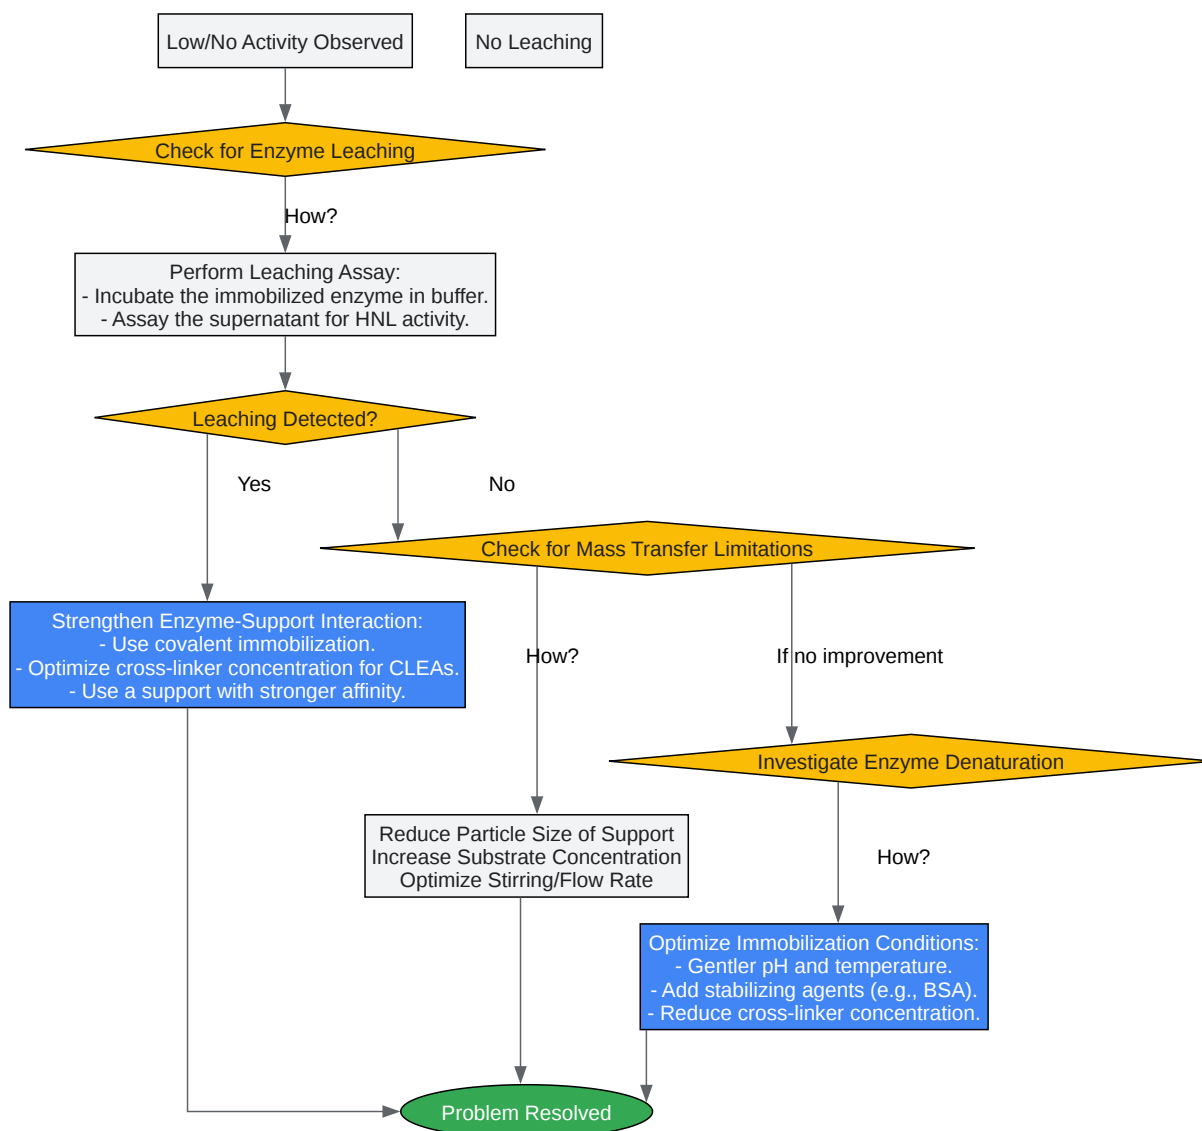 Low/No Activity Observed
No Leaching
Check for Enzyme Leaching
How?
Perform Leaching Assay:
- Incubate the immobilized enzyme in buffer.
- Assay the supernatant for HNL activity.
Leaching Detected?
Yes
No
Check for Mass Transfer Limitations
Strengthen Enzyme-Support Interaction:
- Use covalent immobilization.
- Optimize cross-linker concentration for CLEAs.
- Use a support with stronger affinity.
How?
If no improvement
Investigate Enzyme Denaturation
Reduce Particle Size of Support
Increase Substrate Concentration
Optimize Stirring/Flow Rate
How?
Optimize Immobilization Conditions:
- Gentler pH and temperature.
- Add stabilizing agents (e.g., BSA).
- Reduce cross-linker concentration.
Problem Resolved